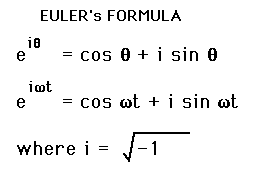 EULER's FORMULA
e^{iθ} = cos θ + i sin θ
e^{iωt} = cos ωt + i sin ωt
where i = √-1